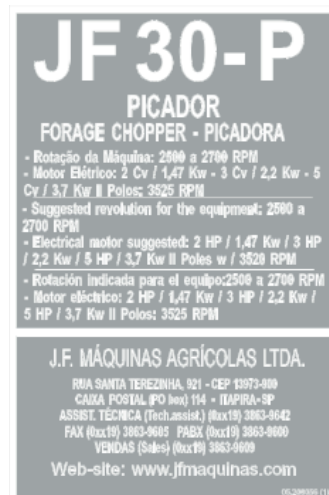 JF 30-P
PICADOR
FORAGE CHOPPER - PICADORA
- Rotação da Máquina: 2600 a 2700 RPM
- Motor Elétrico: 2 Cv / 1,47 Kw - 3 Cv / 2,2 Kw - 5
Cv / 3,7 Kw II Polos: 3525 RPM
- Suggested revolution for the equipment: 2500 a
2700 RPM
- Electrical motor suggested: 2 HP / 1,47 Kw / 3 HP
/ 2,2 Kw / 5 HP / 3,7 Kw II Poles w / 3520 RPM
- Rotación indicada para el equipo:2500 a 2700 RPM
- Motor eléctrico: 2 HP / 1,47 Kw / 3 HP / 2,2 Kw /
5 HP / 3,7 Kw II Polos: 3525 RPM
J.F. MÁQUINAS AGRÍCOLAS LTDA.
RUA SANTA TEREZINHA, 921 - CEP 13973-900
CAIXA POSTAL (PO box) 114 - ITAPIRA-SP
ASSIST. TÉCNICA (Tech.assist.) (0xx19) 3863-9642
FAX (0xx19) 3863-9605 PABX (0xx19) 3863-9600
VENDAS (Sales) (0xx19) 3863-9609
Web-site: www.jfmaquinas.com